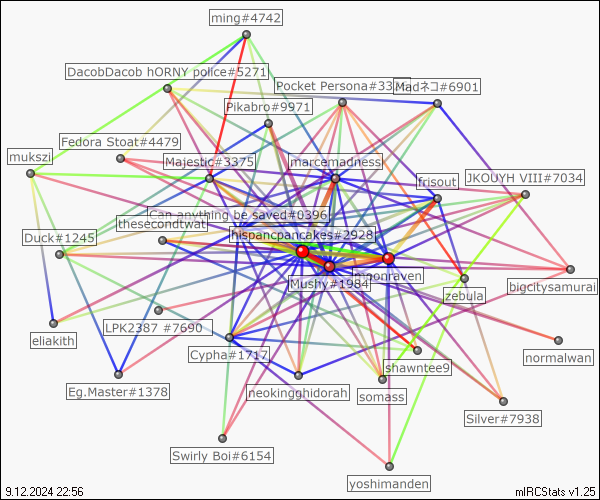 ming#4742
DacobDacob hORNY police#5271
Pocket Persona#33
Madネコ#6901
Pikabro#9971
Fedora Stoat#4479
mukszi
Majestic#3375
marcemadness
frisout
JKOUYH VIII#7034
Can anything be saved#0396
thesecondtwat
hispancpancakes#2928
Duck#1245
Mushy#1984
moonraven
zebula
bigcitysamurai
LPK2387 #7690
eliakith
Cypha#1717
shawntee9
normalwan
Eg.Master#1378
neokingghidorah
somass
Silver#7938
Swirly Boi#6154
yoshimanden
9.12.2024 22:56
mIRCStats v1.25